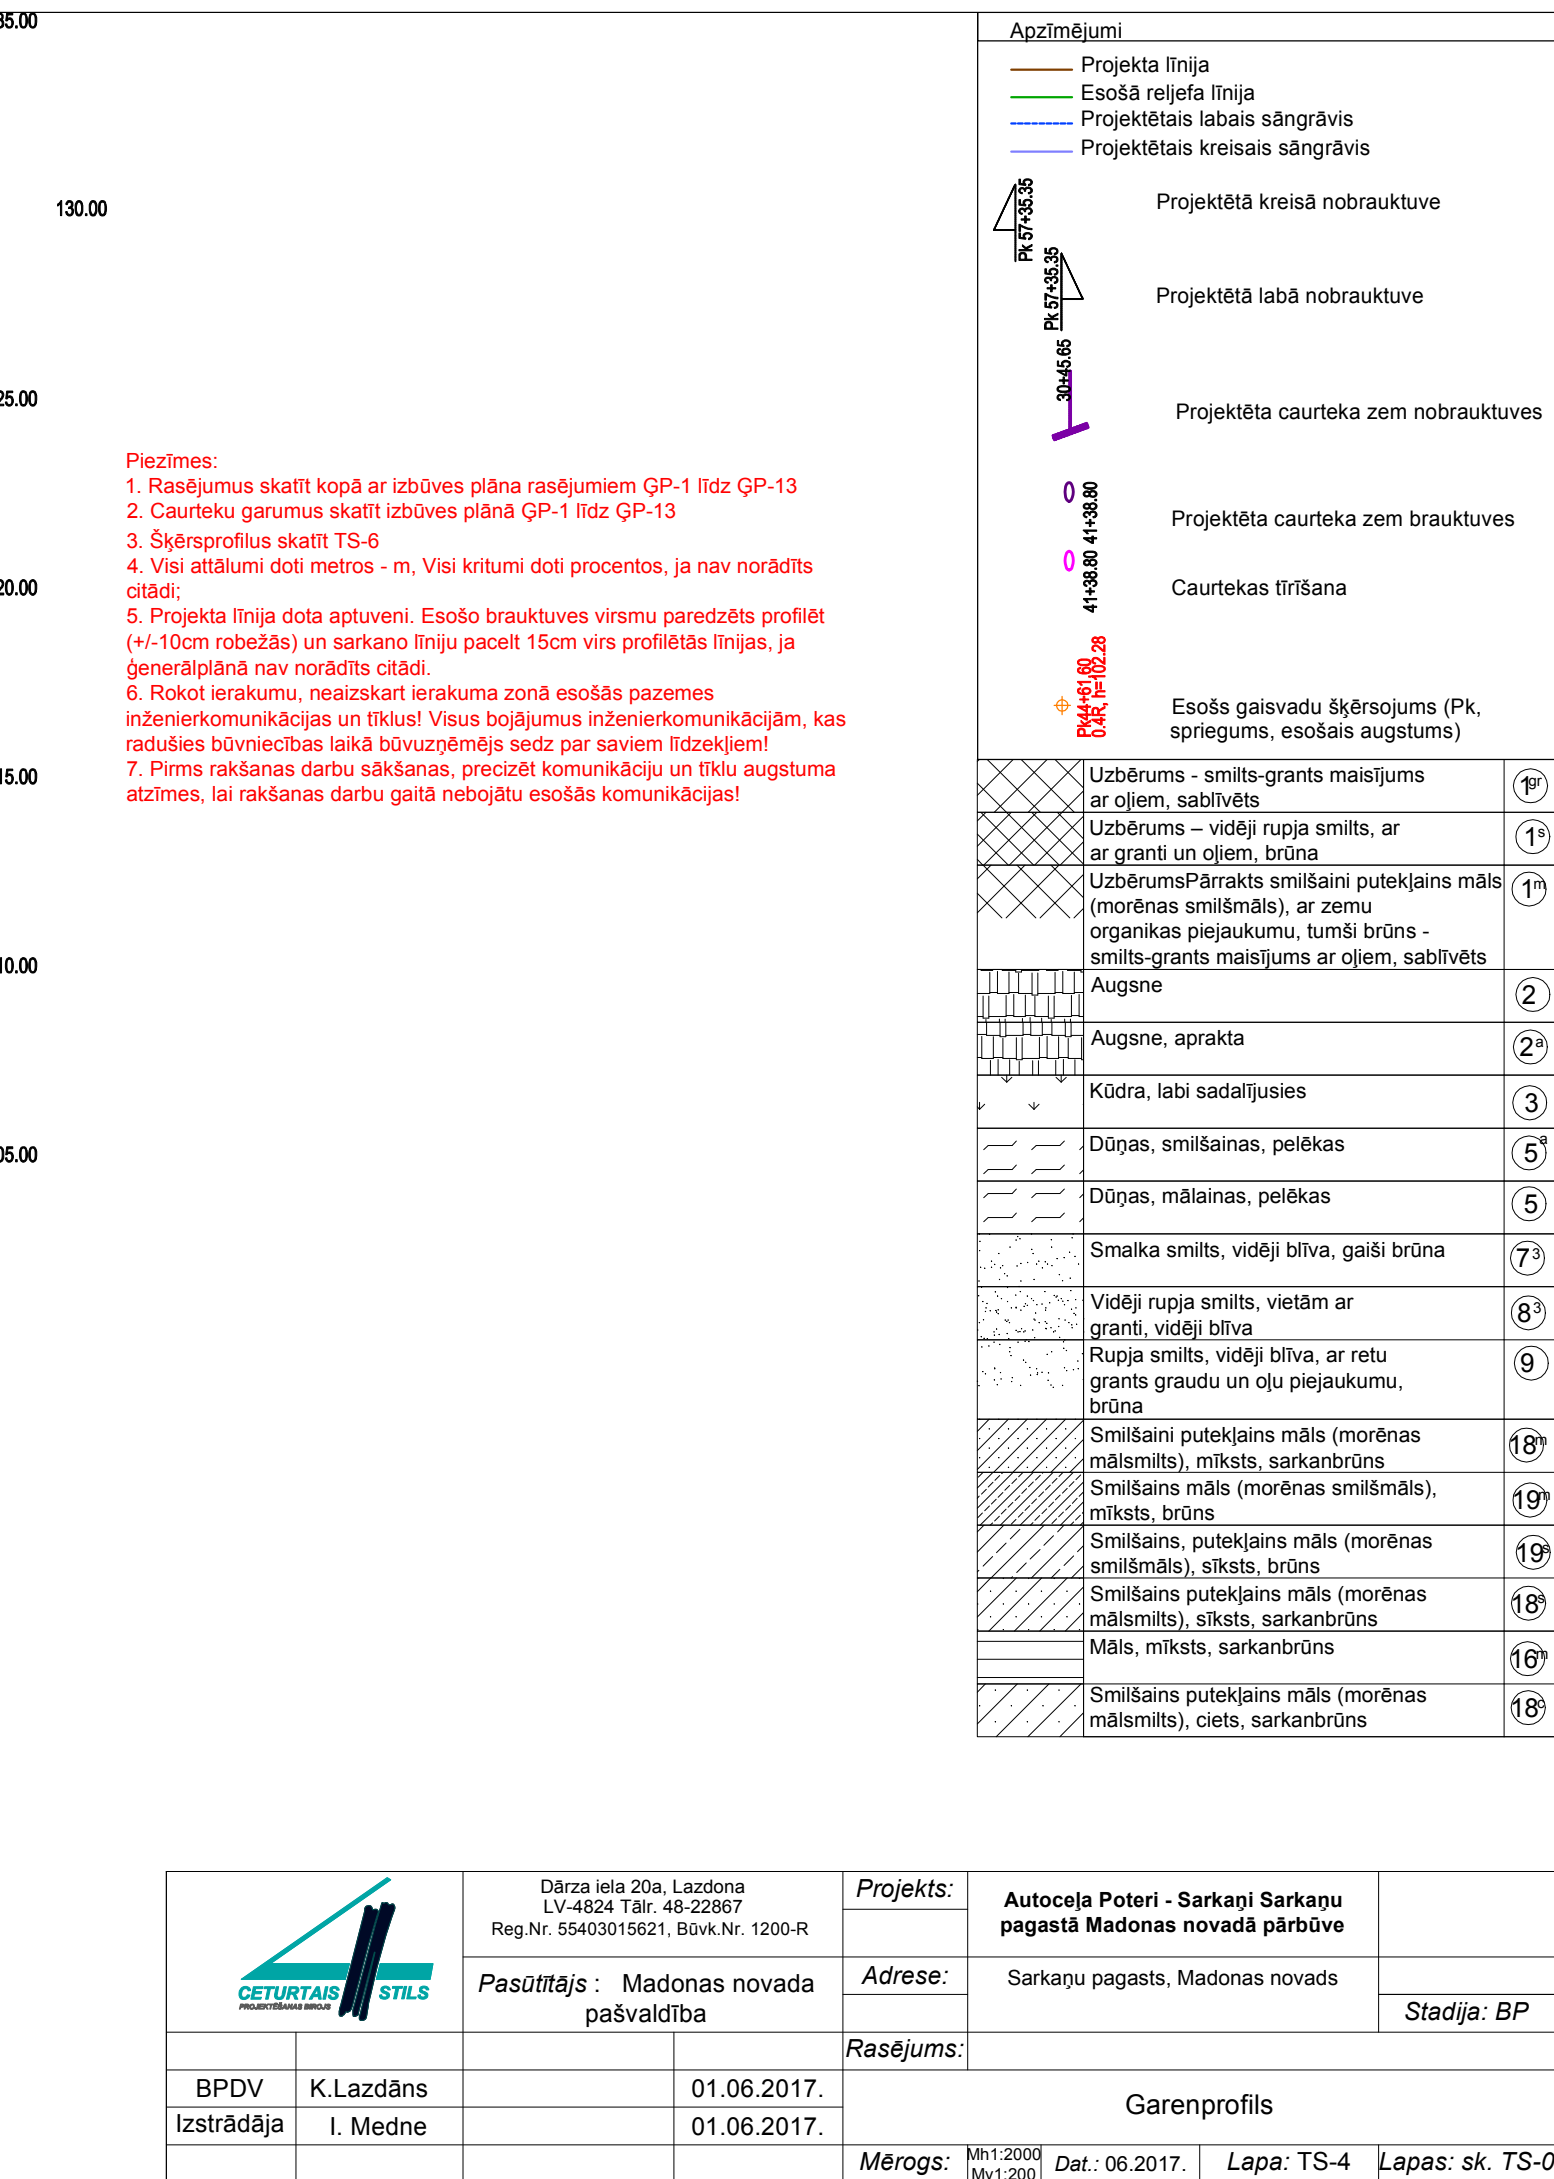 35.00
130.00
25.00
20.00
15.00
10.00
05.00
Piezīmes:
1. Rasējumus skatīt kopā ar izbūves plāna rasējumiem ĢP-1 līdz ĢP-13
2. Caurteku garumus skatīt izbūves plānā ĢP-1 līdz ĢP-13
3. Šķērsprofilus skatīt TS-6
4. Visi attālumi doti metros - m, Visi kritumi doti procentos, ja nav norādīts
citādi;
5. Projekta līnija dota aptuveni. Esošo brauktuves virsmu paredzēts profilēt
(+/-10cm robežās) un sarkano līniju pacelt 15cm virs profilētās līnijas, ja
ģenerālplānā nav norādīts citādi.
6. Rokot ierakumu, neaizskart ierakuma zonā esošās pazemes
inženierkomunikācijas un tīklus! Visus bojājumus inženierkomunikācijām, kas
radušies būvniecības laikā būvuzņēmējs sedz par saviem līdzekļiem!
7. Pirms rakšanas darbu sākšanas, precizēt komunikāciju un tīklu augstuma
atzīmes, lai rakšanas darbu gaitā nebojātu esošās komunikācijas!
Apzīmējumi
Projekta līnija
Esošā reljefa līnija
Projektētais labais sāngrāvis
Projektētais kreisais sāngrāvis
Pk 57+35.35
Projektētā kreisā nobrauktuve
Pk 57+35.35
Projektētā labā nobrauktuve
30+45.65
Projektēta caurteka zem nobrauktuves
41+38.80
Projektēta caurteka zem brauktuves
41+38.80
Caurtekas tīrīšana
Pk44+61.60
0.4R, h=102.28
Esošs gaisvadu šķērsojums (Pk,
spriegums, esošais augstums)
Uzbērums - smilts-grants maisījums
ar oļiem, sablīvēts
1gr
Uzbērums – vidēji rupja smilts, ar
ar granti un oļiem, brūna
1s
UzbērumsPārrakts smilšaini putekļains māls
(morēnas smilšmāls), ar zemu
organikas piejaukumu, tumši brūns -
smilts-grants maisījums ar oļiem, sablīvēts
1m
Augsne
2
Augsne, aprakta
2a
Kūdra, labi sadalījusies
3
Dūņas, smilšainas, pelēkas
5a
Dūņas, mālainas, pelēkas
5
Smalka smilts, vidēji blīva, gaiši brūna
73
Vidēji rupja smilts, vietām ar
granti, vidēji blīva
83
Rupja smilts, vidēji blīva, ar retu
grants graudu un oļu piejaukumu,
brūna
9
Smilšaini putekļains māls (morēnas
mālsmilts), mīksts, sarkanbrūns
18m
Smilšains māls (morēnas smilšmāls),
mīksts, brūns
19m
Smilšains, putekļains māls (morēnas
smilšmāls), sīksts, brūns
19s
Smilšains putekļains māls (morēnas
mālsmilts), sīksts, sarkanbrūns
18s
Māls, mīksts, sarkanbrūns
16m
Smilšains putekļains māls (morēnas
mālsmilts), ciets, sarkanbrūns
18c
CETURTAIS STILS
PROJEKTĒŠANAS BIROJS
Dārza iela 20a, Lazdona
LV-4824 Tālr. 48-22867
Reg.Nr. 55403015621, Būvk.Nr. 1200-R
Pasūtītājs : Madonas novada
pašvaldība
Projekts:
Autoceļa Poteri - Sarkaņi Sarkaņu
pagastā Madonas novadā pārbūve
Adrese:
Sarkaņu pagasts, Madonas novads
Stadija: BP
Rasējums:
BPDV K.Lazdāns 01.06.2017.
Izstrādāja I. Medne 01.06.2017.
Garenprofils
Mērogs:
Mh1:2000
Mv1:200
Dat.: 06.2017.
Lapa: TS-4
Lapas: sk. TS-0